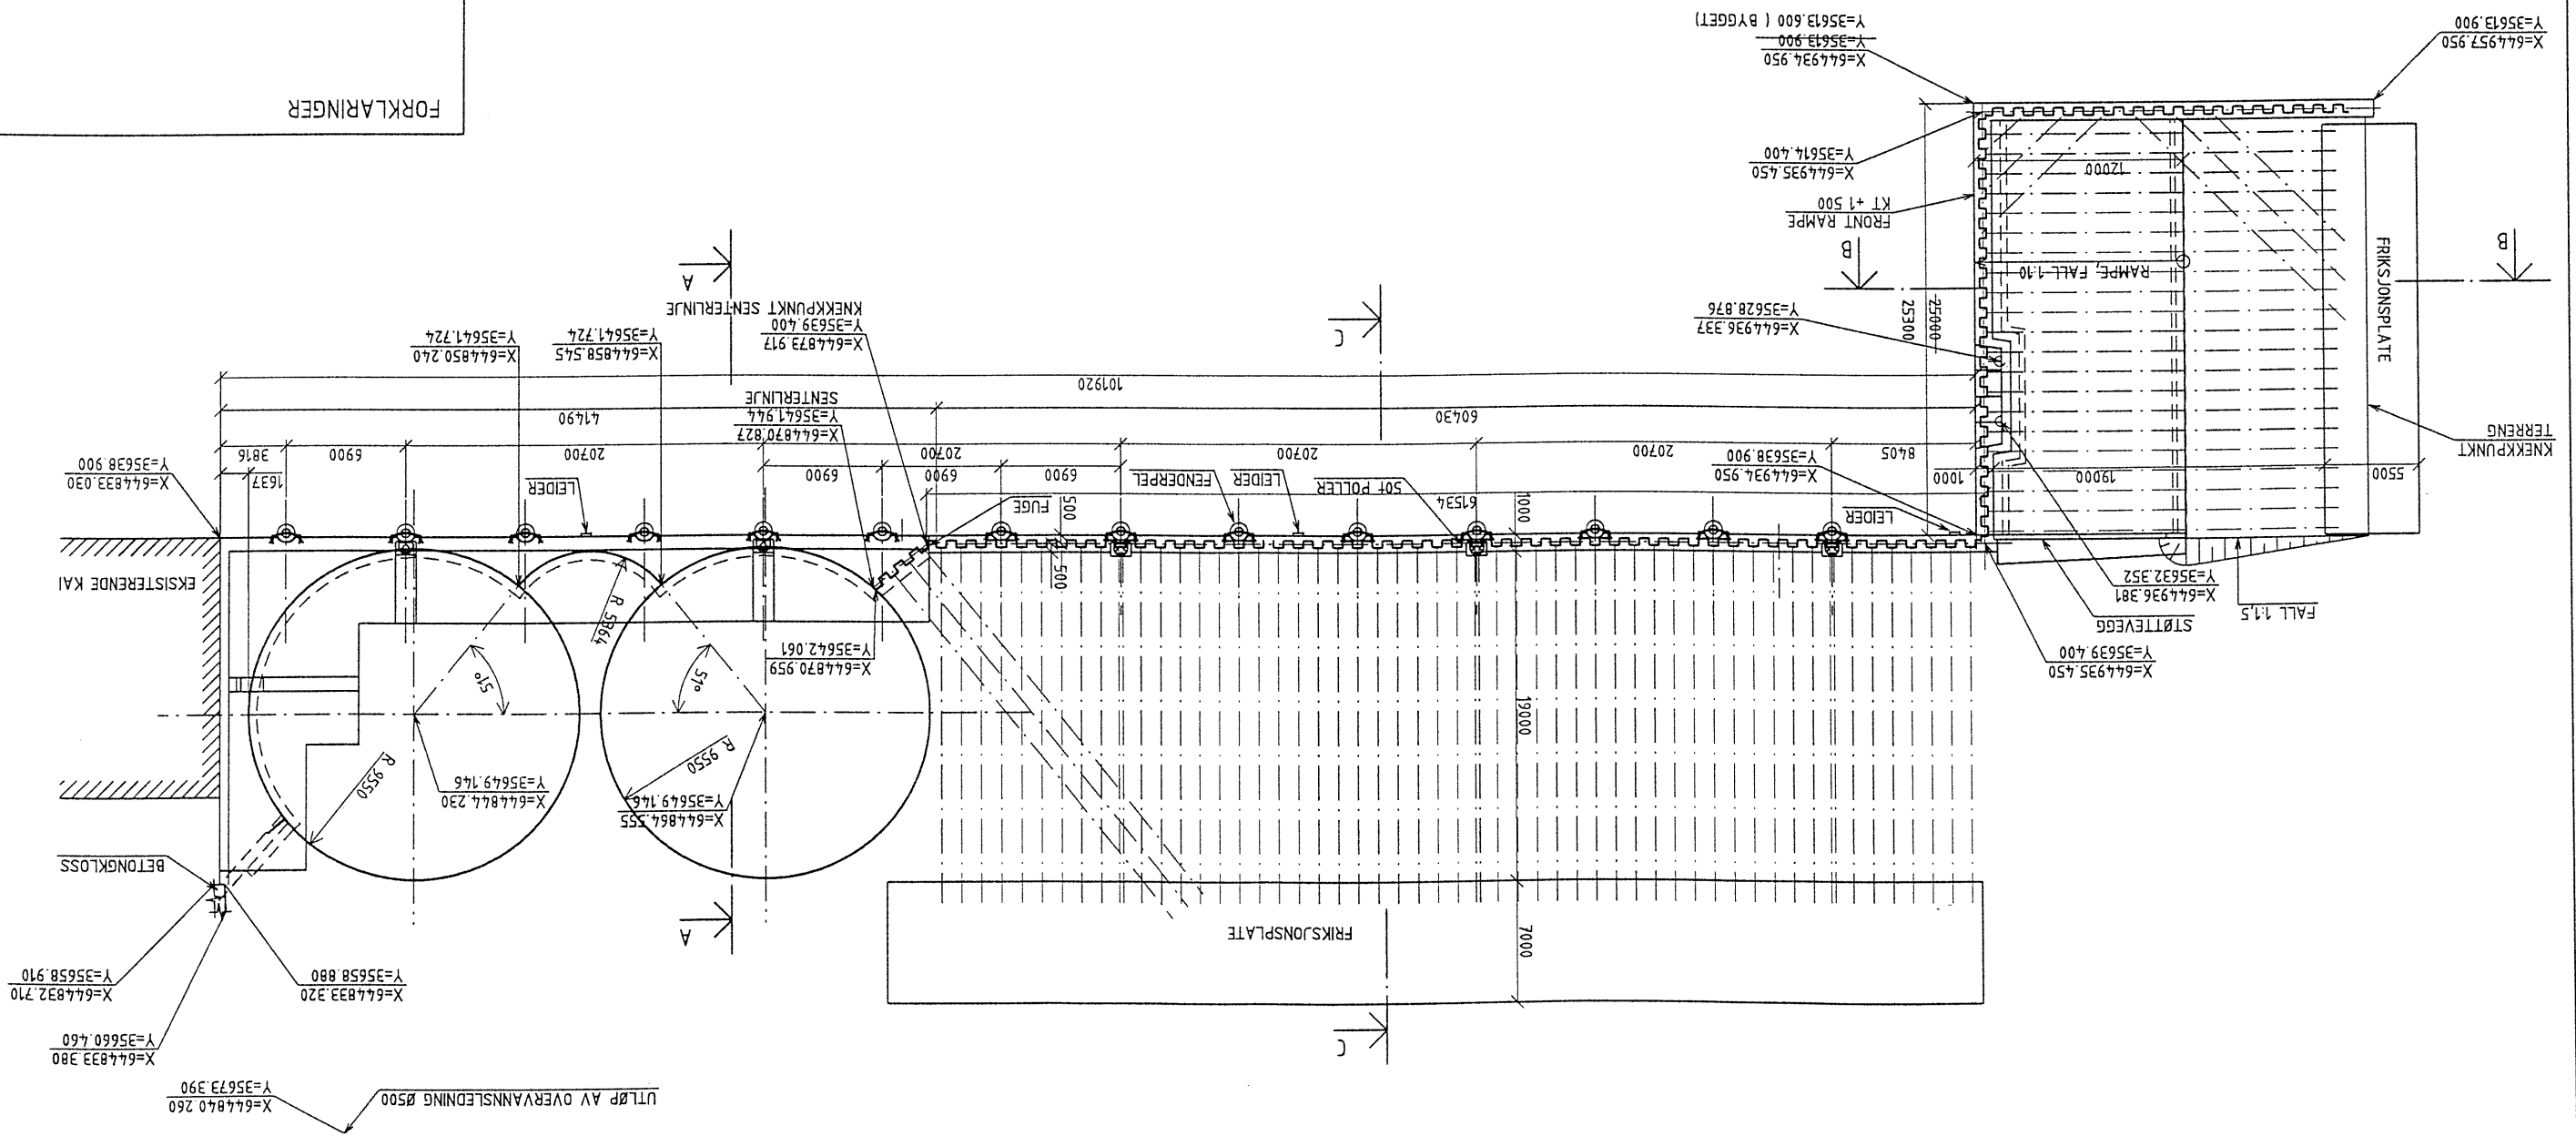 UTLØP AV OVERVANNSLEDNING Ø500
X=644840.260
Y=35673.390
X=644833.380
Y=35660.460
X=644833.320
Y=35658.880
X=644832.710
Y=35658.910
BETONGKLOSS
C
7000
FRIKSJONSPLATE
A
19000
R 9550
X=644864.555
Y=35649.146
R 9550
X=644844.230
Y=35649.146
51°
51°
X=644870.959
Y=35642.061
R 5864
EKSISTERENDE KAI
X=644935.450
Y=35639.400
STØTTEVEGG
FALL 1:1,5
X=644936.381
Y=35632.352
500
500
FUGE
LEIDER
1000
61534
50t POLLER
LEIDER
FENDERPEL
LEIDER
1637
X=644833.030
Y=35638.900
X=644934.950
Y=35638.900
5500
19000
1000
8405
20700
20700
20700
6900
6900
6900
20700
6900
3816
KNEKKPUNKT
TERRENG
60430
41490
X=644870.827
Y=35641.944
SENTERLINJE
101920
X=644873.917
Y=35639.400
KNEKKPUNKT SENTERLINJE
X=644858.545
Y=35641.724
X=644850.240
Y=35641.724
X=644936.337
Y=35628.876
25000
25300
C
A
B
B
RAMPE, FALL 1:10
FRIKSJONSPLATE
FRONT RAMPE
KT +1 500
12000
X=644935.450
Y=35614.400
X=644934.950
Y=35613.900
Y=35613.600 ( BYGGET)
X=644957.950
Y=35613.900
FORKLARINGER